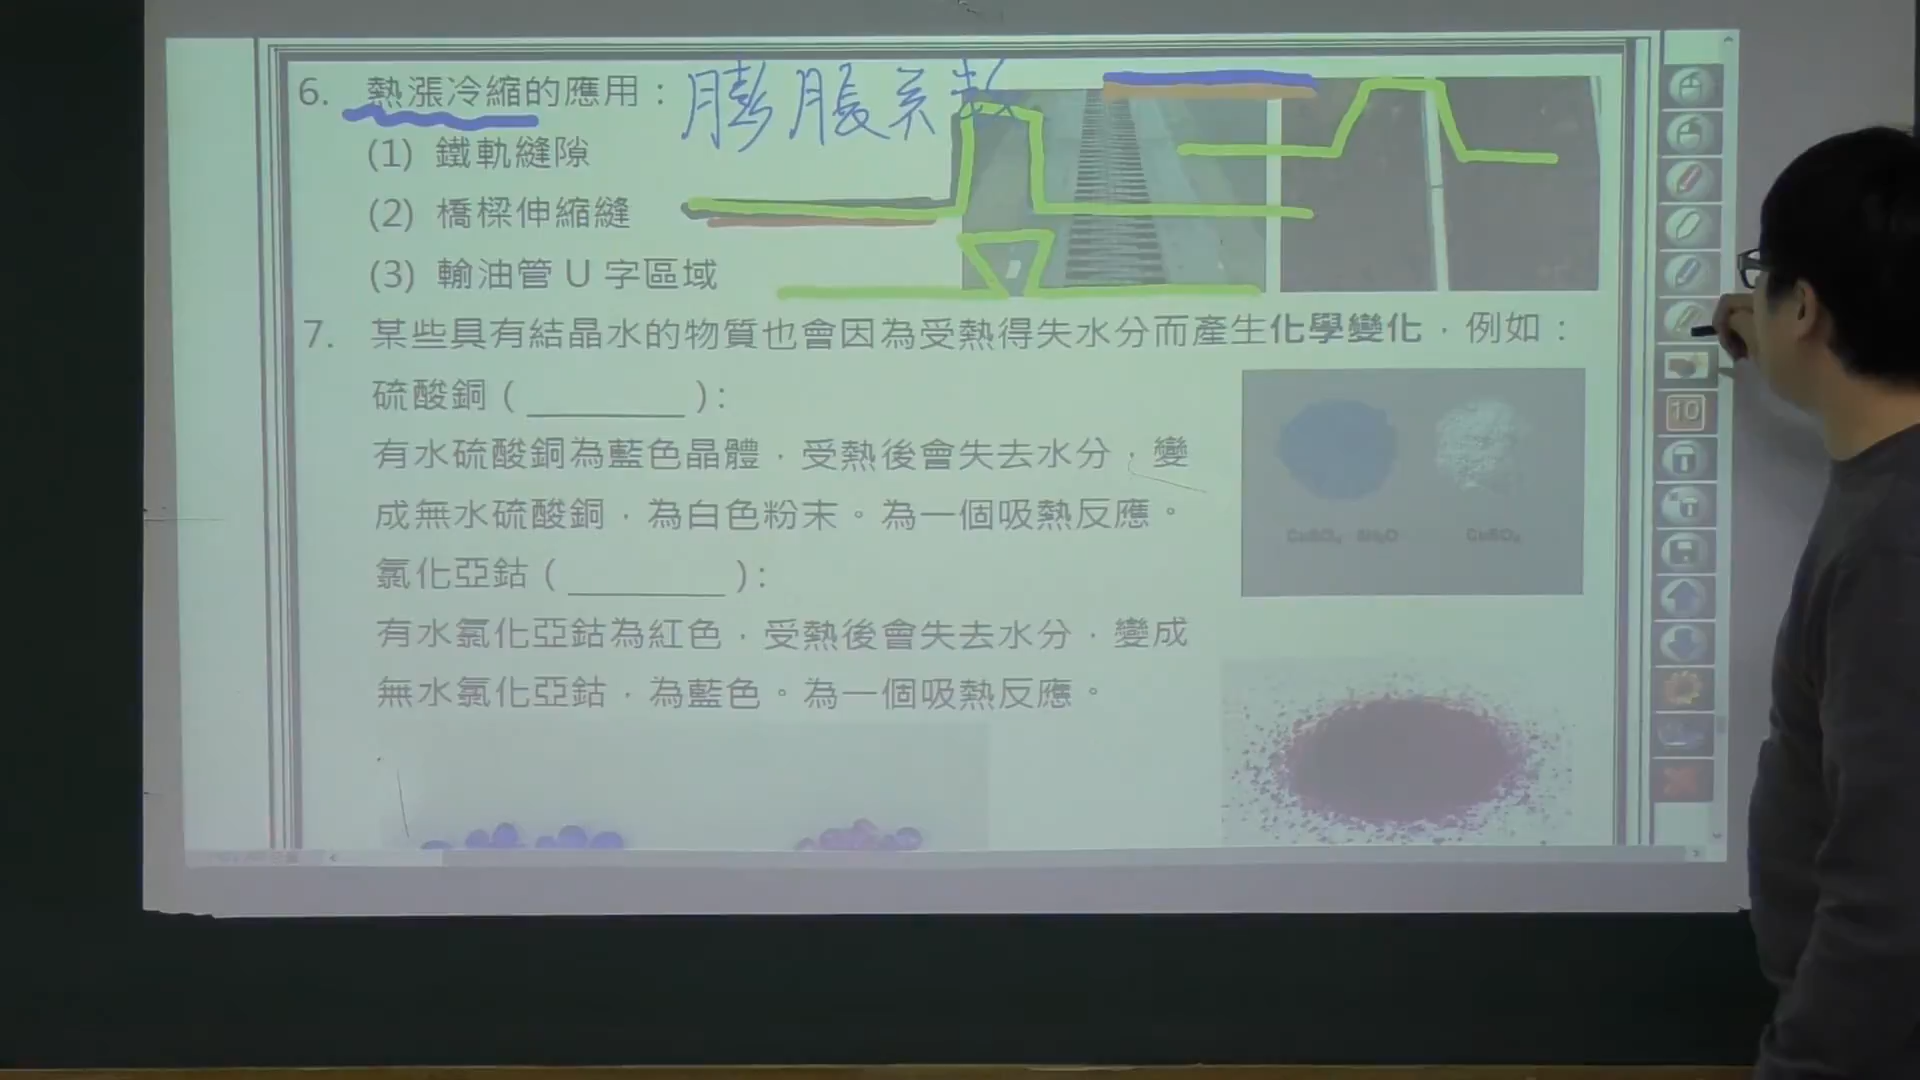 6. 熱漲冷縮的應用：膨脹系数
(1) 鐵軌縫隙
(2) 橋樑伸縮縫
(3) 輸油管 U 字區域
7. 某些具有結晶水的物質也會因為受熱得失水分而產生化學變化，例如：
硫酸銅 ( ________ )：
有水硫酸銅為藍色晶體，受熱後會失去水分，變
成無水硫酸銅，為白色粉末。為一個吸熱反應。
CuSO₄·5H₂O CuSO₄
氯化亞鈷 ( ________ )：
有水氯化亞鈷為紅色，受熱後會失去水分，變成
無水氯化亞鈷，為藍色。為一個吸熱反應。
10